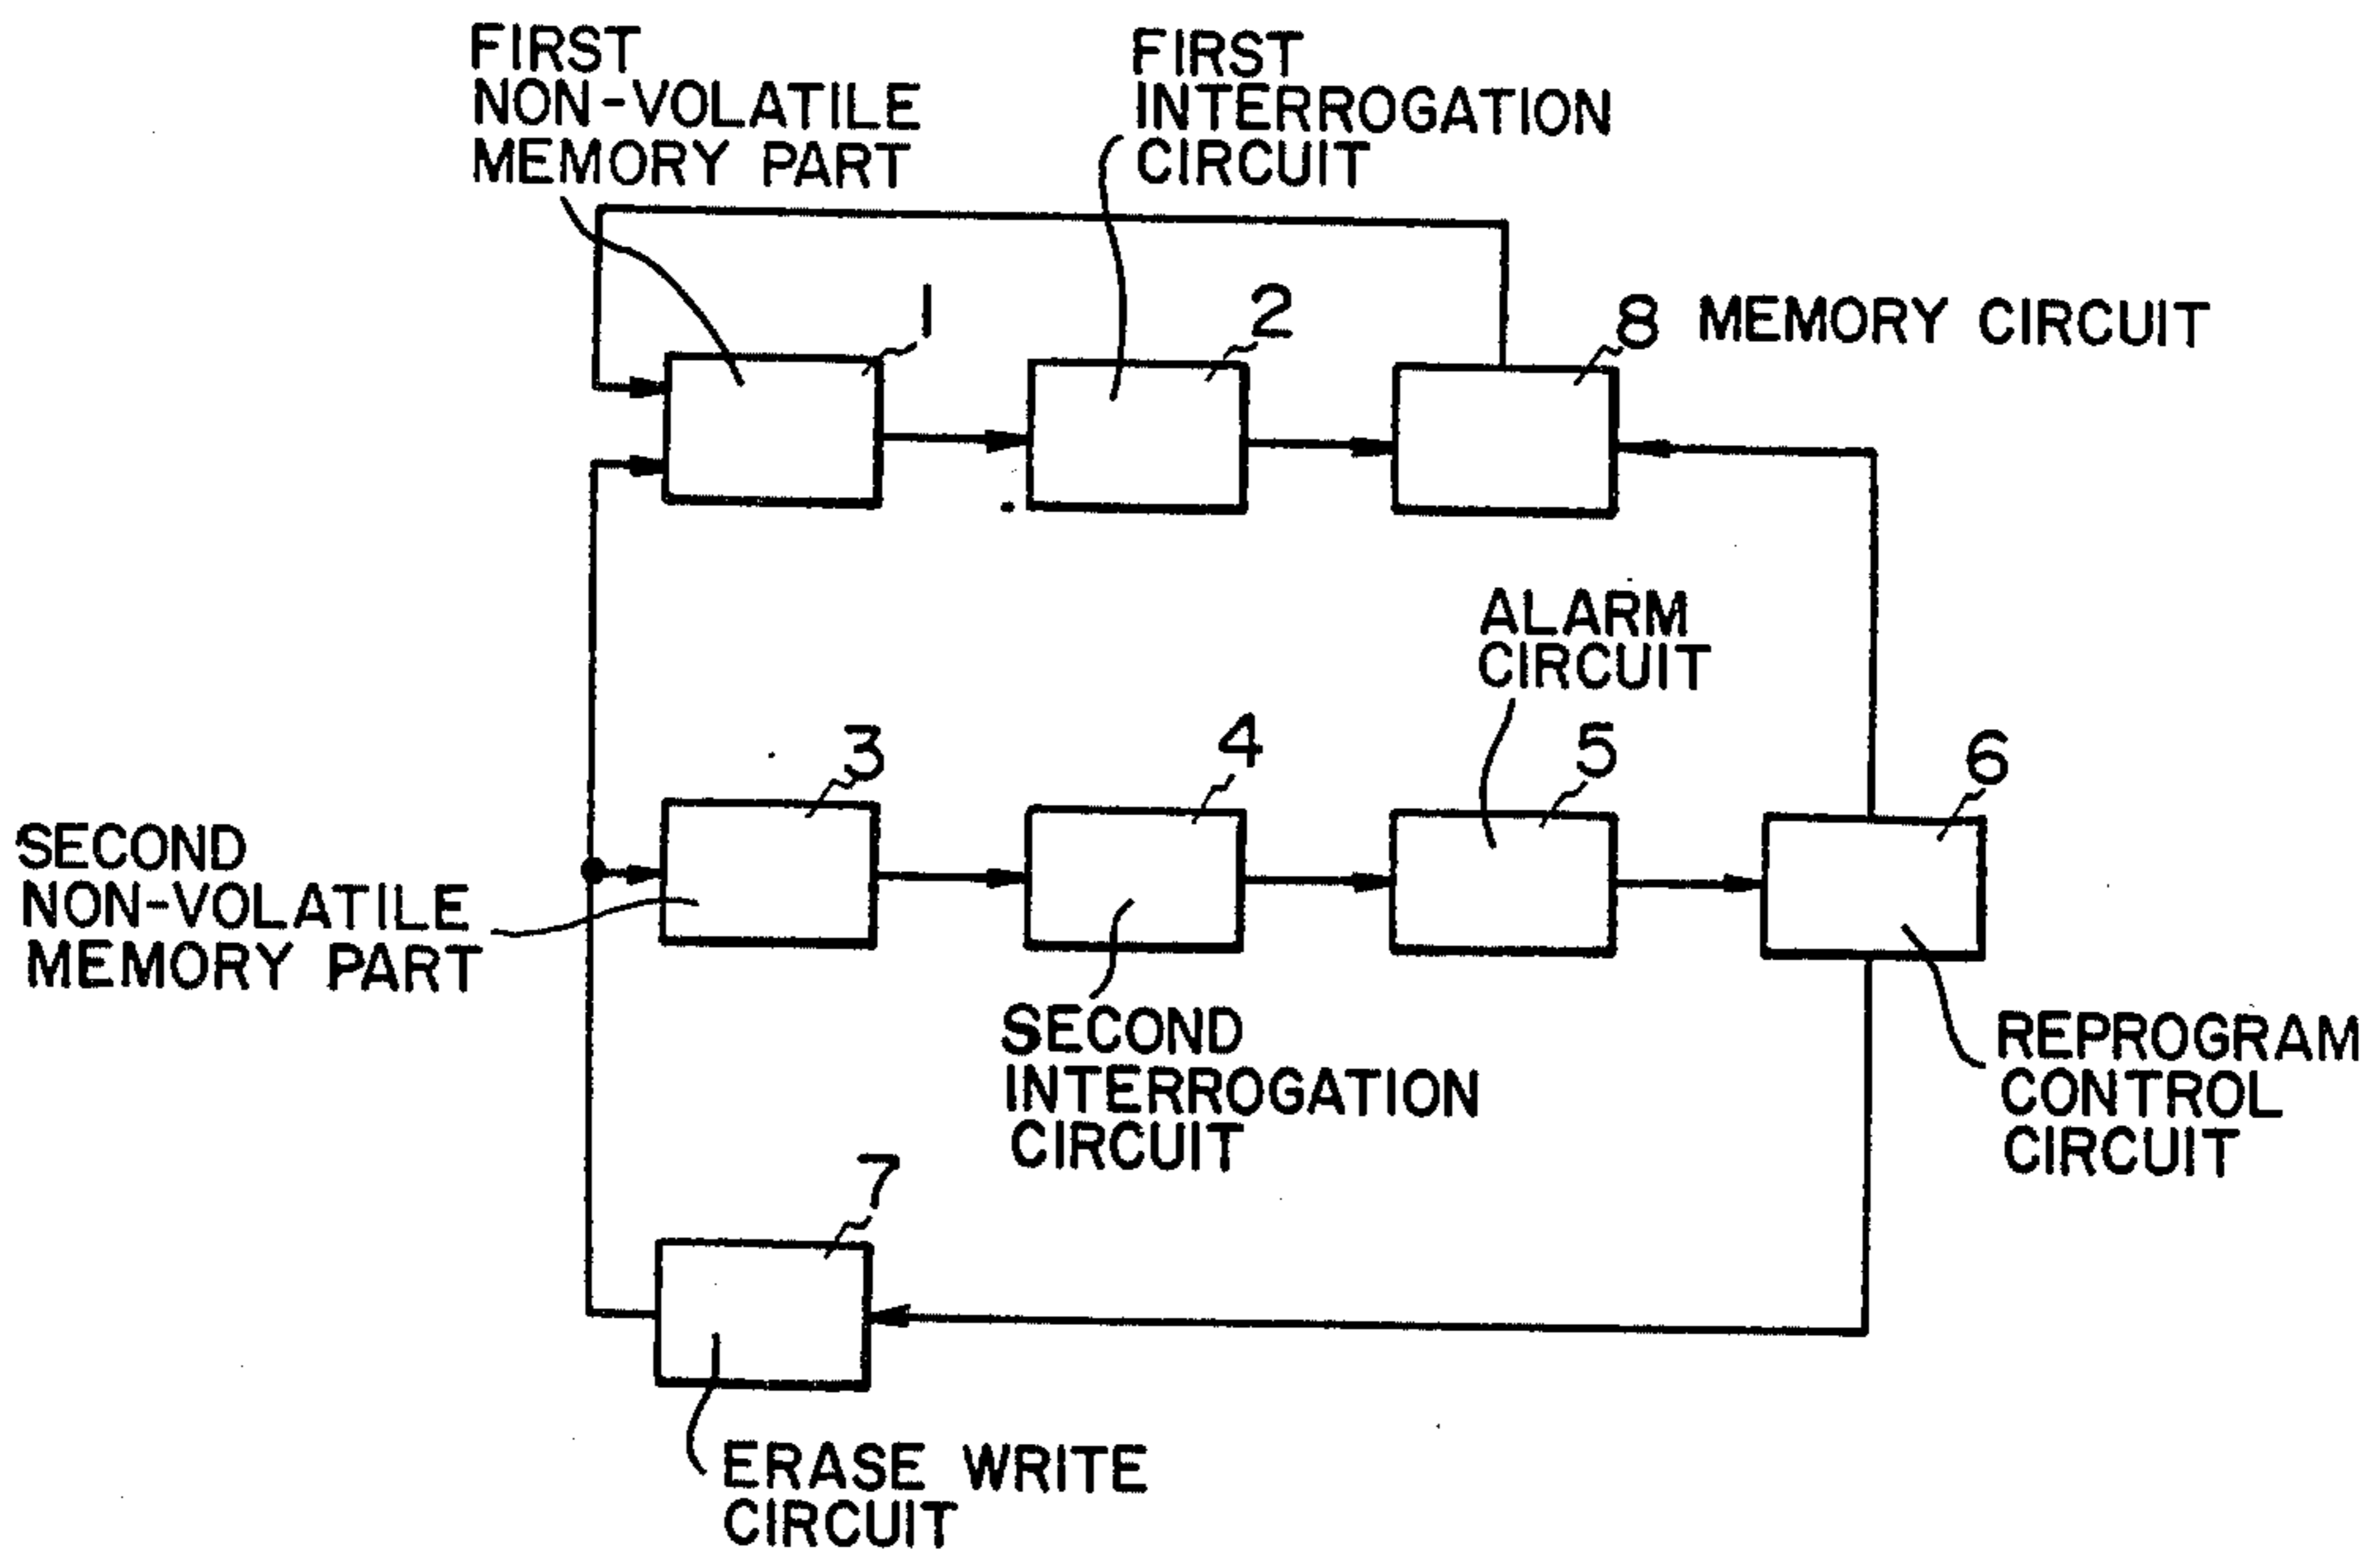 FIRST
NON-VOLATILE
MEMORY PART
FIRST
INTERROGATION
CIRCUIT
1
2
8 MEMORY CIRCUIT
ALARM
CIRCUIT
3
4
5
6
SECOND
NON-VOLATILE
MEMORY PART
SECOND
INTERROGATION
CIRCUIT
REPROGRAM
CONTROL
CIRCUIT
7
ERASE WRITE
CIRCUIT